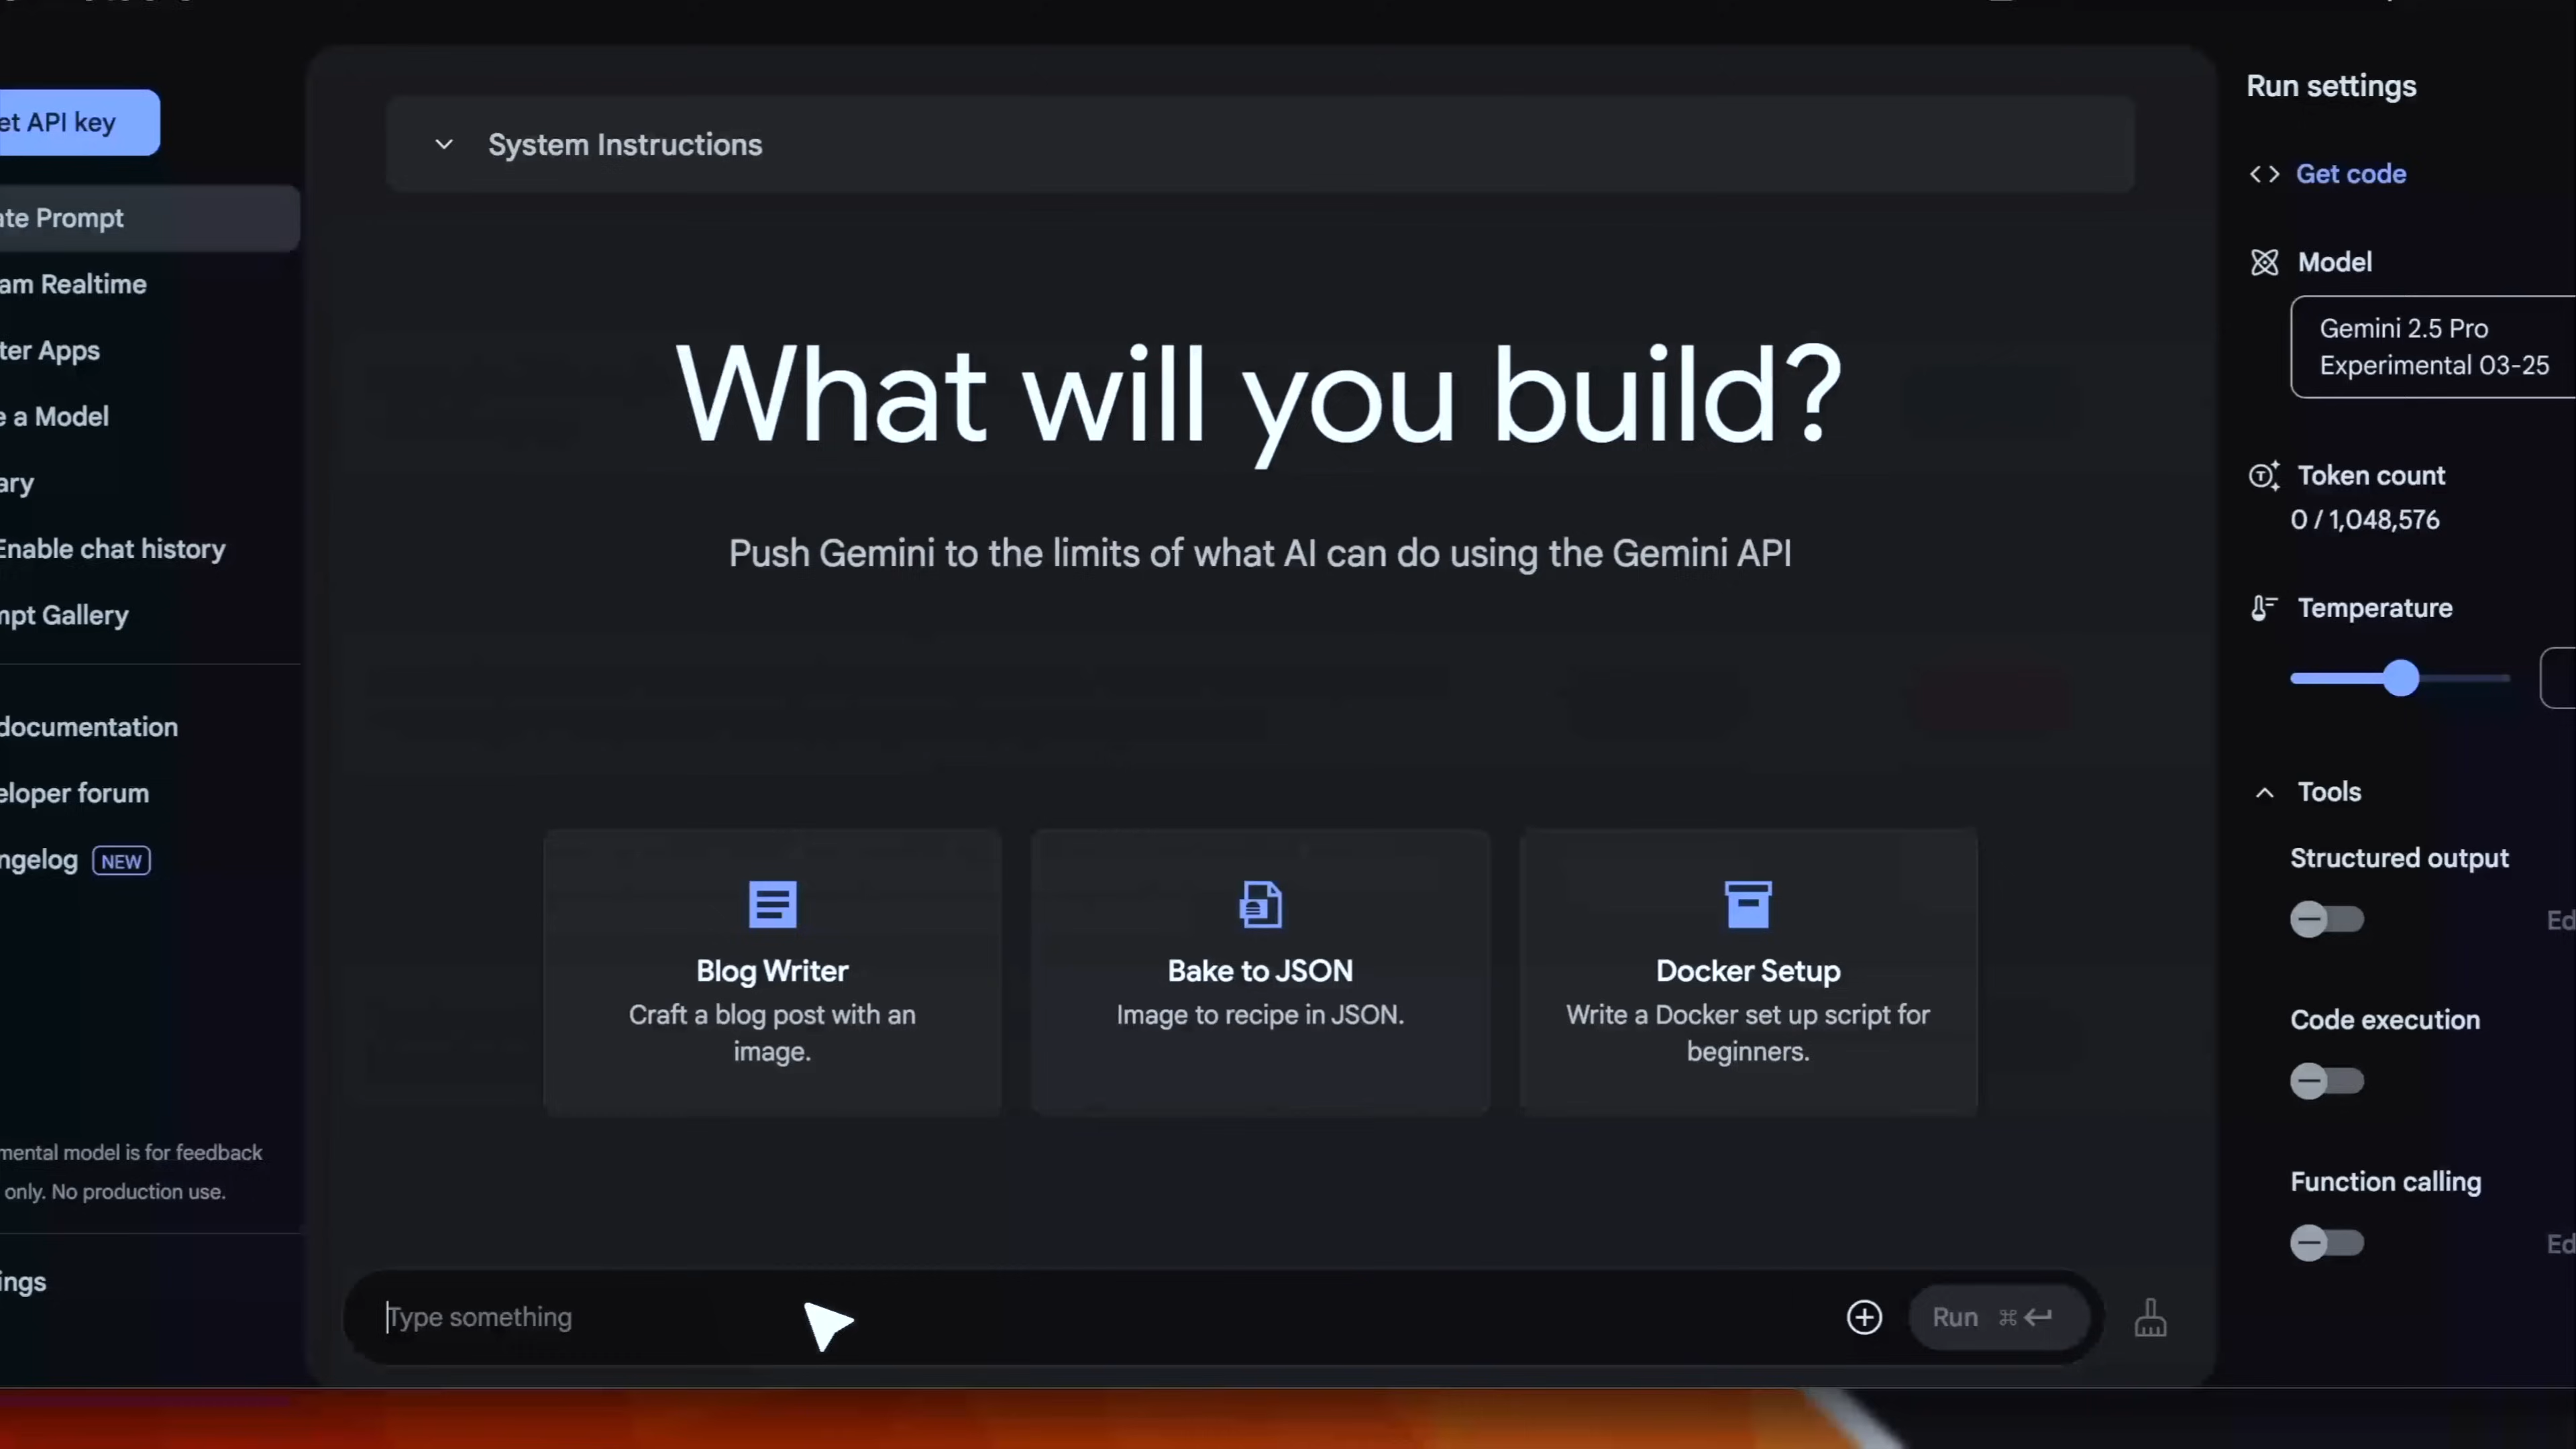 et API key
ate Prompt
am Realtime
ter Apps
e a Model
ary
Enable chat history
mpt Gallery
documentation
eloper forum
ngelog NEW
mental model is for feedback
only. No production use.
ings
System Instructions
What will you build?
Push Gemini to the limits of what AI can do using the Gemini API
Blog Writer
Craft a blog post with an
image.
Bake to JSON
Image to recipe in JSON.
Docker Setup
Write a Docker set up script for
beginners.
Type something
Run ⌘↵
Run settings
<> Get code
Model
Gemini 2.5 Pro
Experimental 03-25
Token count
0 / 1,048,576
Temperature
Tools
Structured output
Ed
Code execution
Function calling
Ed